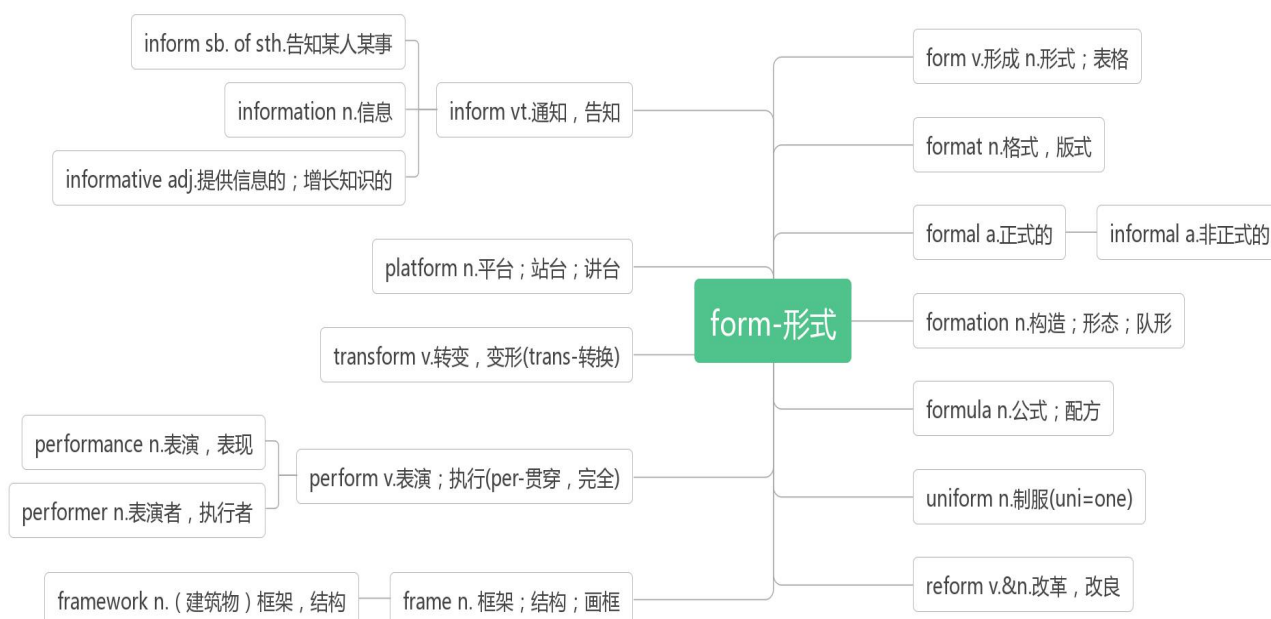 inform sb. of sth.告知某人某事
information n.信息
informative adj.提供信息的；增长知识的
inform vt.通知，告知
platform n.平台；站台；讲台
transform v.转变，变形(trans-转换)
performance n.表演，表现
performer n.表演者，执行者
perform v.表演；执行(per-贯穿，完全)
framework n.（建筑物）框架，结构
frame n. 框架；结构；画框
form-形式
form v.形成 n.形式；表格
format n.格式，版式
formal a.正式的
informal a.非正式的
formation n.构造；形态；队形
formula n.公式；配方
uniform n.制服(uni=one)
reform v.&n.改革，改良